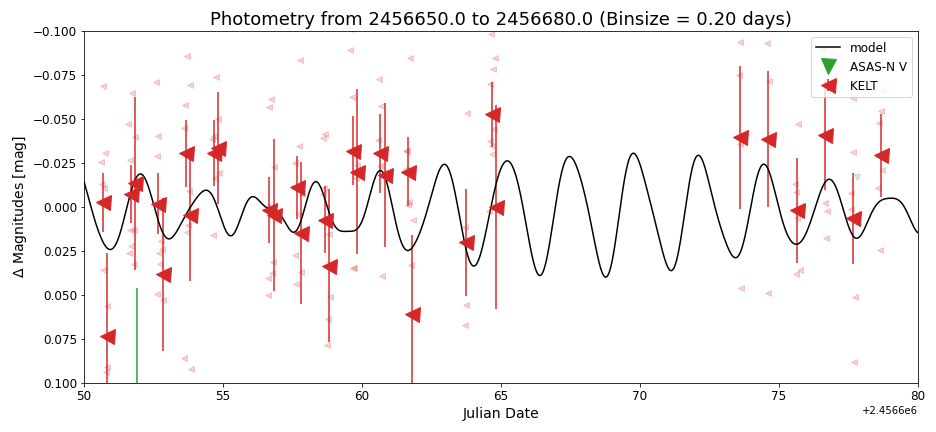 Photometry from 2456650.0 to 2456680.0 (Binsize = 0.20 days)
−0.100
−0.075
−0.050
−0.025
0.000
0.025
0.050
0.075
0.100
Δ Magnitudes [mag]
model
ASAS-N V
KELT
50 55 60 65 70 75 80
+2.4566e6
Julian Date